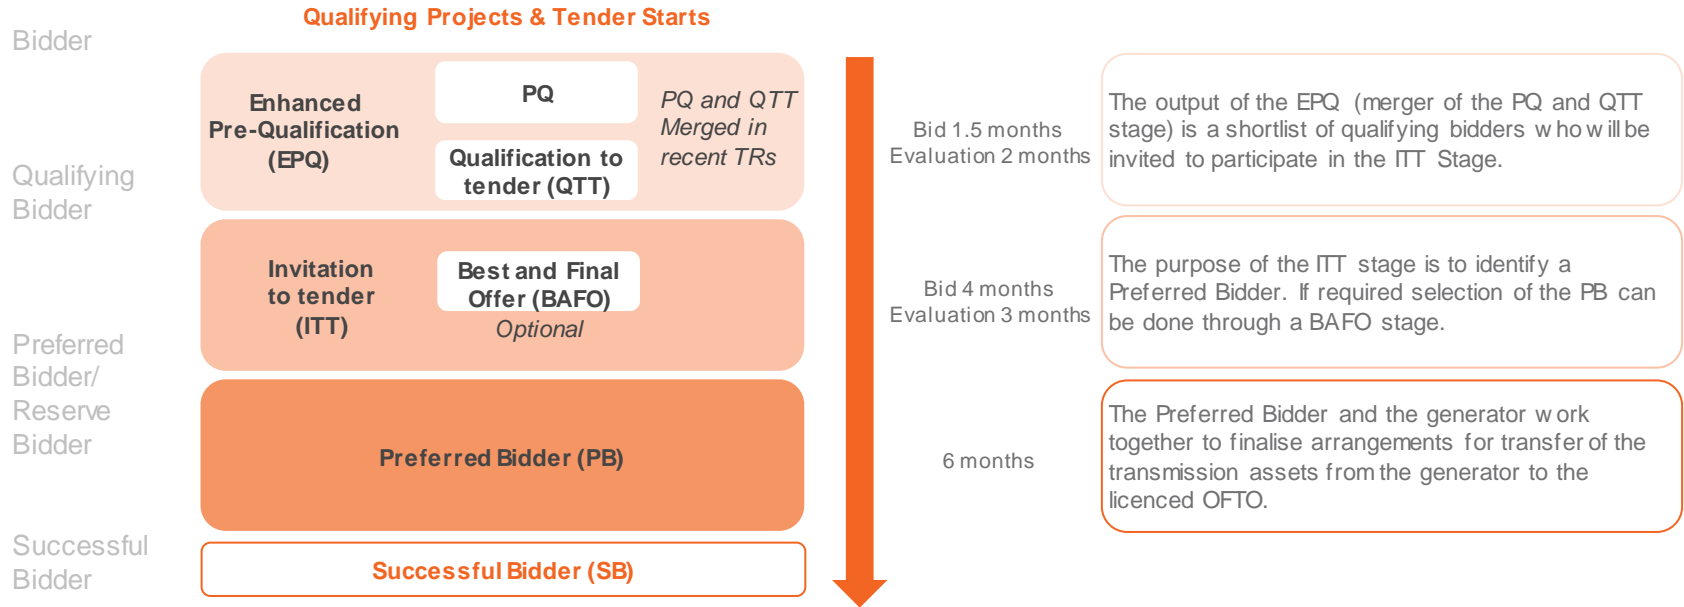 Qualifying Projects & Tender Starts
Bidder
Qualifying
Bidder
Preferred
Bidder/
Reserve
Bidder
Successful
Bidder
Enhanced
Pre-Qualification
(EPQ)
PQ
Qualification to
tender (QTT)
PQ and QTT
Merged in
recent TRs
Bid 1.5 months
Evaluation 2 months
The output of the EPQ (merger of the PQ and QTT
stage) is a shortlist of qualifying bidders who will be
invited to participate in the ITT Stage.
Invitation
to tender
(ITT)
Best and Final
Offer (BAFO)
Optional
Bid 4 months
Evaluation 3 months
The purpose of the ITT stage is to identify a
Preferred Bidder. If required selection of the PB can
be done through a BAFO stage.
Preferred Bidder (PB)
6 months
The Preferred Bidder and the generator work
together to finalise arrangements for transfer of the
transmission assets from the generator to the
licenced OFTO.
Successful Bidder (SB)